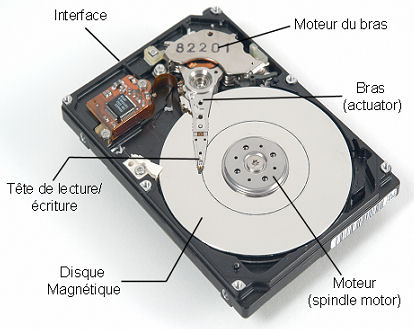 Interface
Moteur du bras
82201
Bras
(actuator)
Tête de lecture/
écriture
Disque
Magnétique
Moteur
(spindle motor)